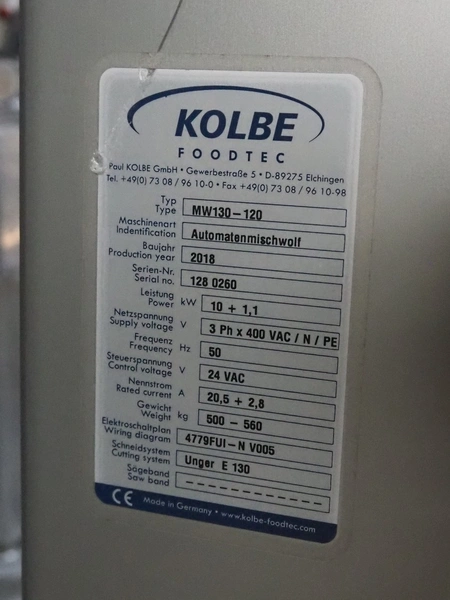 KOLBE
FOODTEC
Paul KOLBE GmbH • Gewerbestraße 5 • D-89275 Elchingen
Tel. +49(0) 73 08 / 96 10-0 • Fax +49(0) 73 08 / 96 10-98
Typ
Type MW130-120
Maschinenart
Indentification Automatenmischwolf
Baujahr
Production year 2018
Serien-Nr.
Serial no. 128 0260
Leistung
Power kW 10 + 1,1
Netzspannung
Supply voltage V 3 Ph x 400 VAC / N / PE
Frequenz
Frequency Hz 50
Steuerspannung
Control voltage V 24 VAC
Nennstrom
Rated current A 20,5 + 2,8
Gewicht
Weight kg 500 - 560
Elektroschaltplan
Wiring diagram 4779FUI-N V005
Schneidsystem
Cutting system Unger E 130
Sägeband
Saw band - - - - - - - - - - - - - -
CE Made in Germany • www.kolbe-foodtec.com